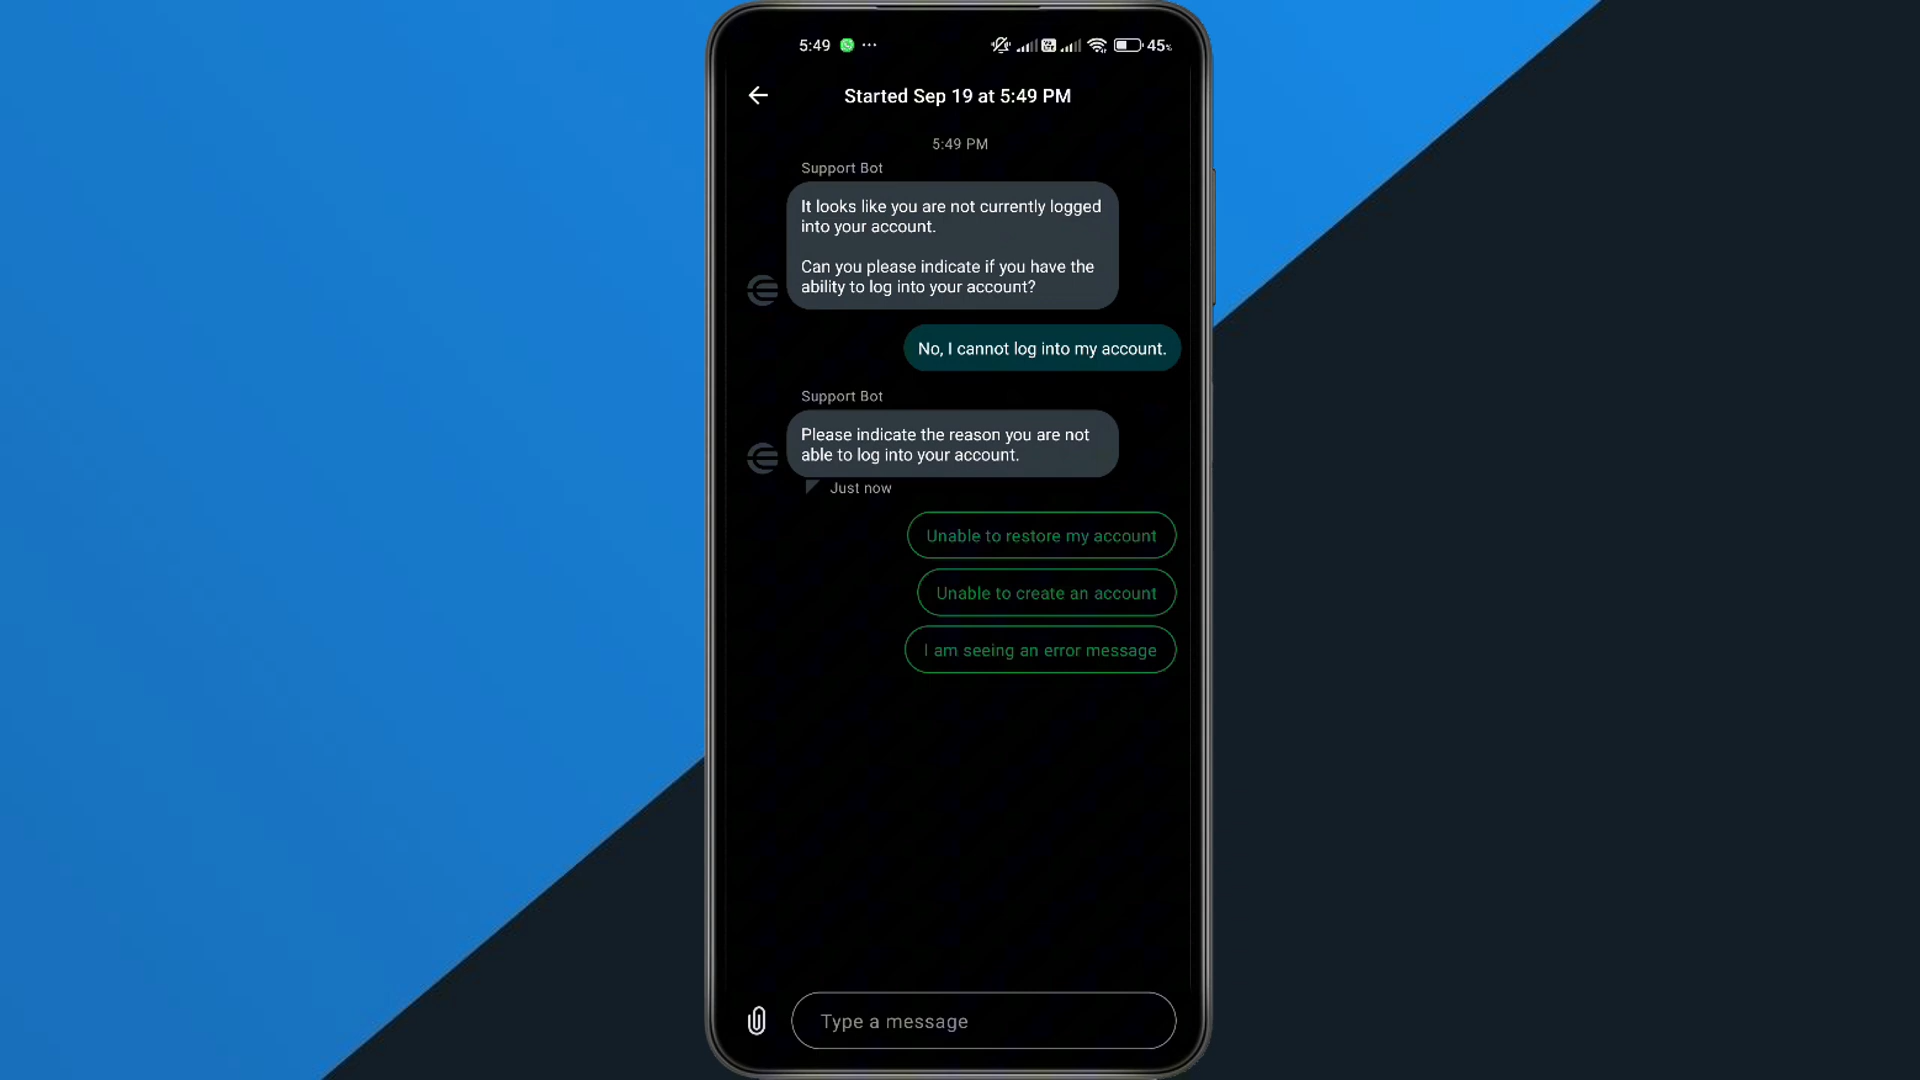 5:49
45%
Started Sep 19 at 5:49 PM
5:49 PM
Support Bot
It looks like you are not currently logged
into your account.
Can you please indicate if you have the
ability to log into your account?
No, I cannot log into my account.
Support Bot
Please indicate the reason you are not
able to log into your account.
Just now
Unable to restore my account
Unable to create an account
I am seeing an error message
Type a message